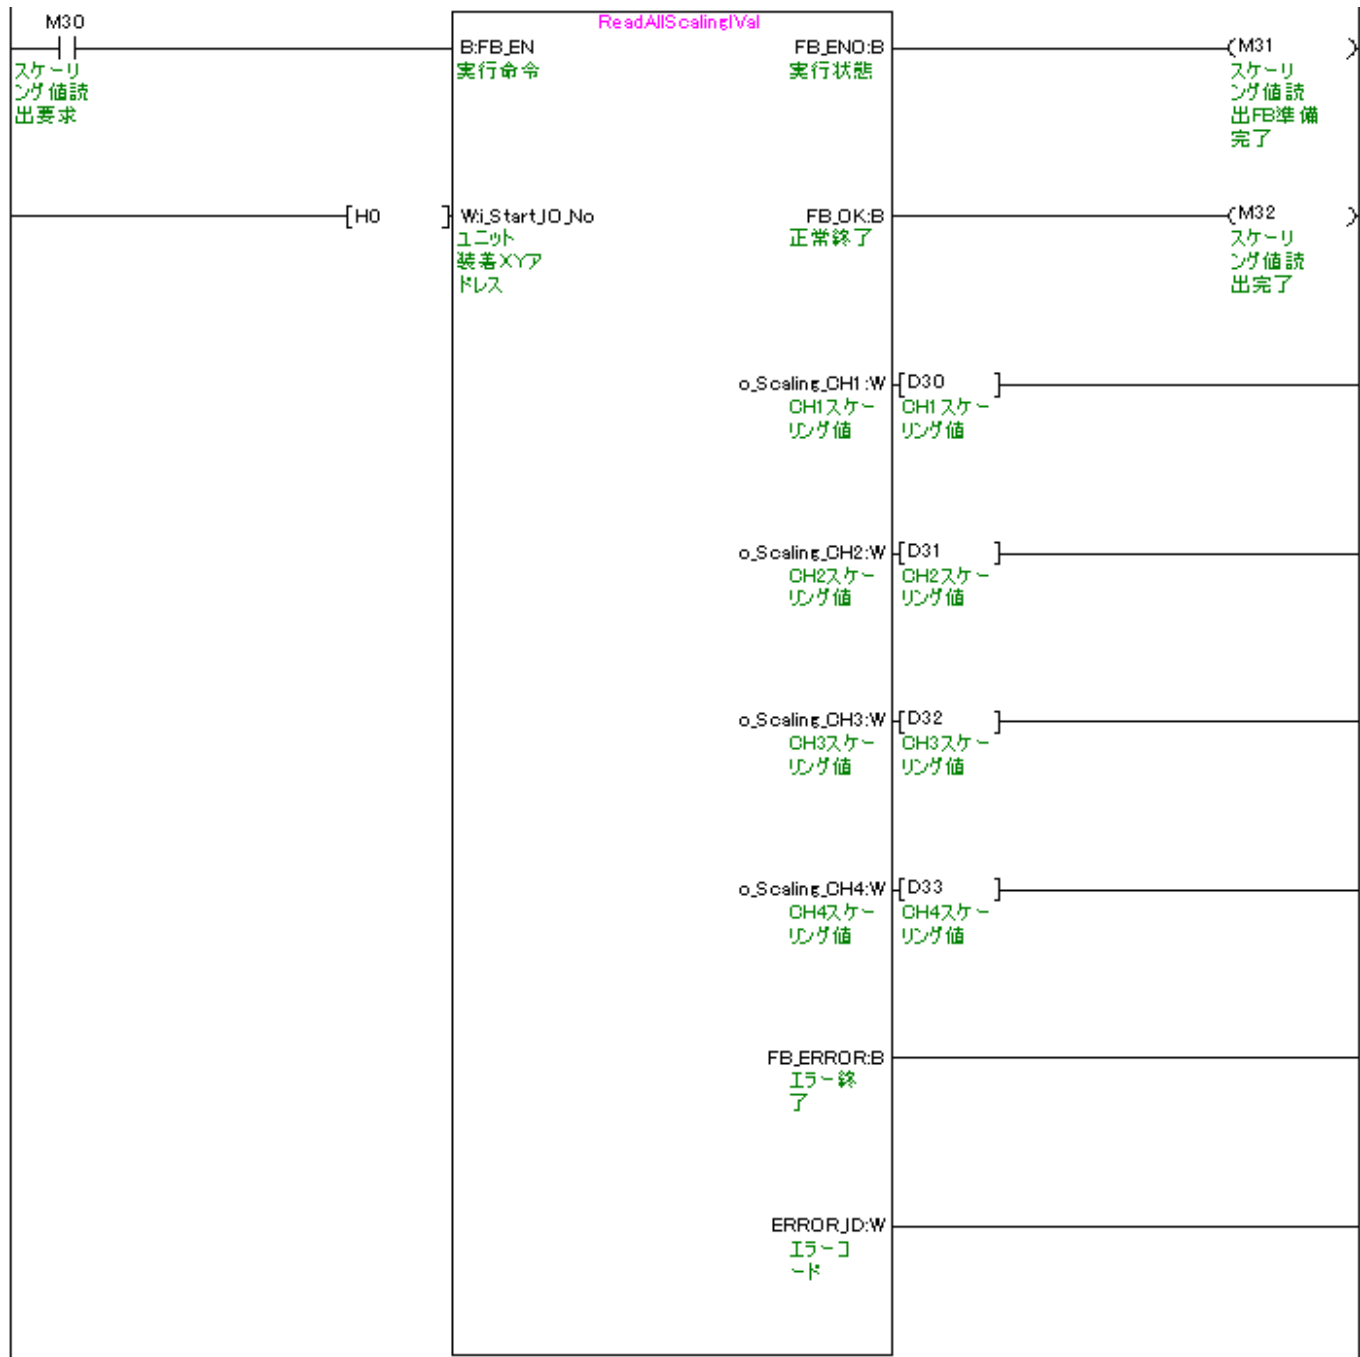 M30
ReadAllScalinglVal
B:FB_EN
FB_ENO:B
(M31 )
スケーリ
ング値読
出要求
実行命令
実行状態
スケーリ
ング値読
出FB準備
完了
[H0 ]
W:i_Start_IO_No
FB_OK:B
(M32 )
ユニット
装着XYア
ドレス
正常終了
スケーリ
ング値読
出完了
o_Scaling_CH1:W
[D30 ]
CH1スケー
リング値
CH1スケー
リング値
o_Scaling_CH2:W
[D31 ]
CH2スケー
リング値
CH2スケー
リング値
o_Scaling_CH3:W
[D32 ]
CH3スケー
リング値
CH3スケー
リング値
o_Scaling_CH4:W
[D33 ]
CH4スケー
リング値
CH4スケー
リング値
FB_ERROR:B
エラー終
了
ERROR_ID:W
エラーコ
ード